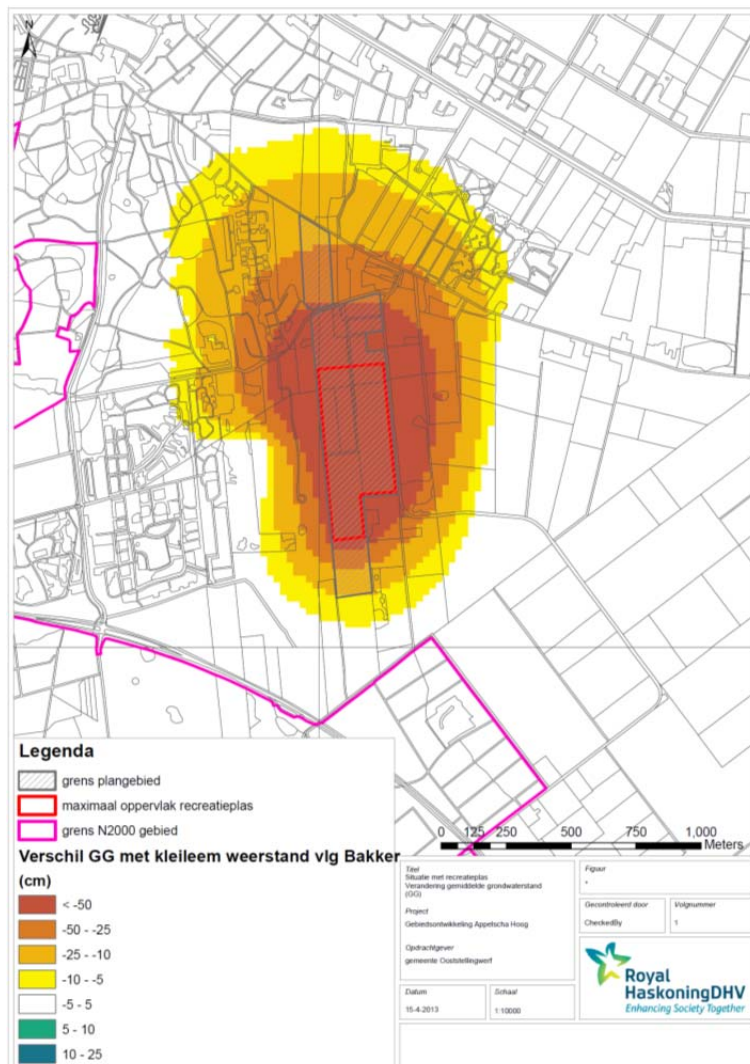 N
Legenda
grens plangebied
maximaal oppervlak recreatieplas
grens N2000 gebied
Verschil GG met kleileem weerstand vlg Bakker
(cm)
< -50
-50 - -25
-25 - -10
-10 - -5
-5 - 5
5 - 10
10 - 25
0 125 250 500 750 1,000
Meters
Titel
Situatie met recreatieplas
Verandering gemiddelde grondwaterstand
(GG)
Project
Gebiedsontwikkeling Appelscha Hoog
Opdrachtgever
gemeente Ooststellingwerf
Datum
15-4-2013
Schaal
1:10000
Figuur
*
Gecontroleerd door
CheckedBy
Volgnummer
1
Royal
HaskoningDHV
Enhancing Society Together